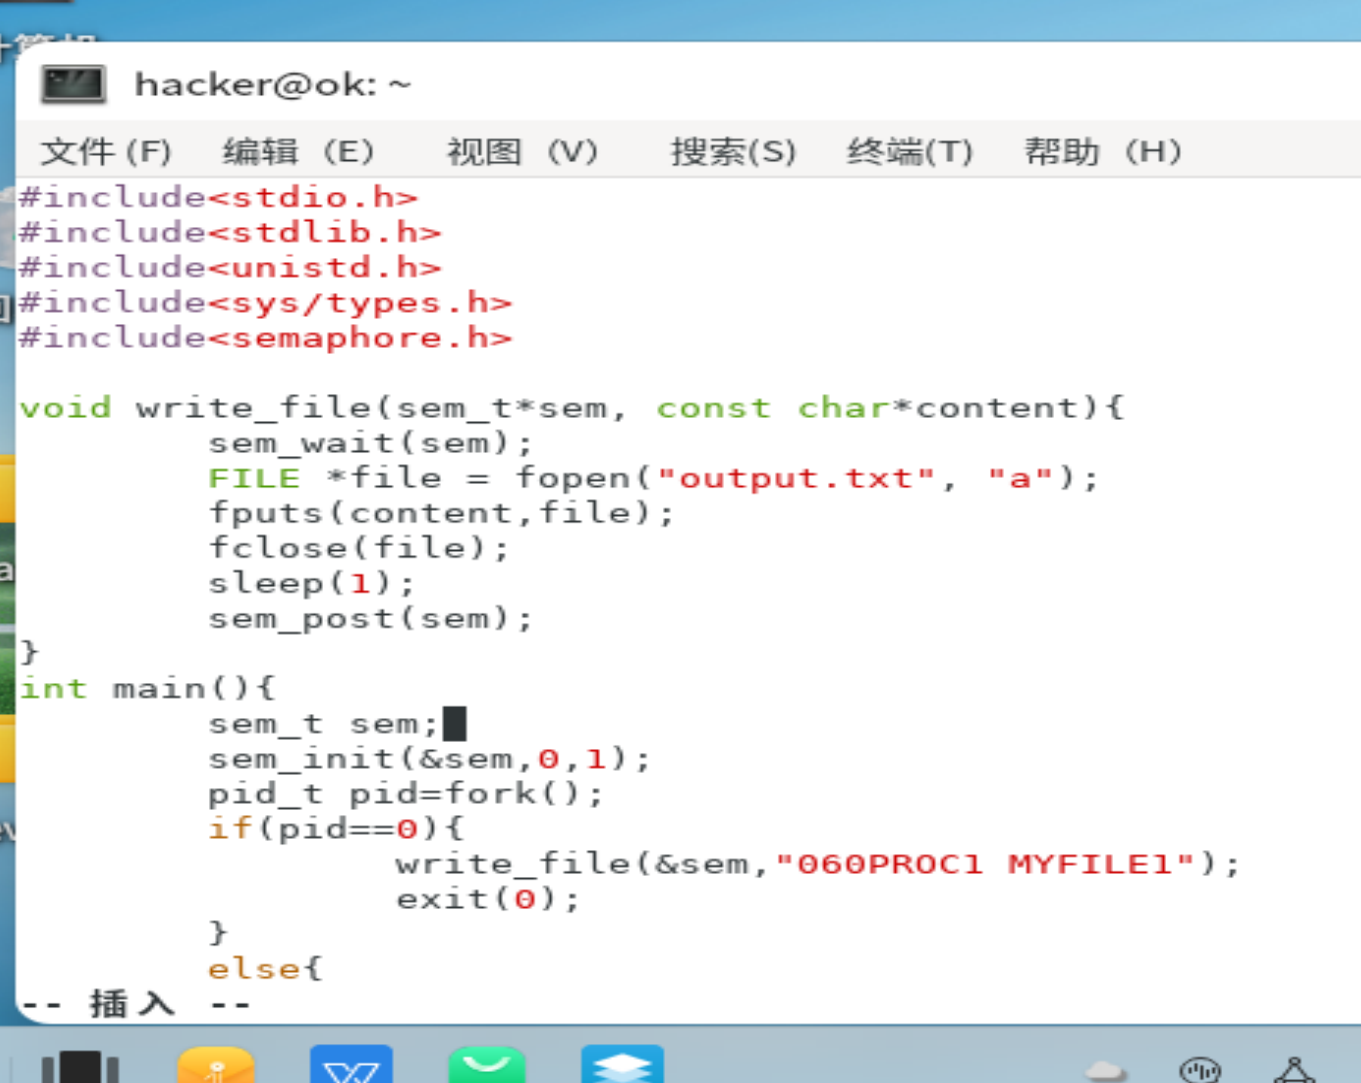 计算机
hacker@ok: ~
文件 (F) 编辑 (E) 视图 (V) 搜索(S) 终端(T) 帮助 (H)
#include<stdio.h>
#include<stdlib.h>
#include<unistd.h>
#include<sys/types.h>
#include<semaphore.h>
void write_file(sem_t*sem, const char*content){
sem_wait(sem);
FILE *file = fopen("output.txt", "a");
fputs(content,file);
fclose(file);
sleep(1);
sem_post(sem);
}
int main(){
sem_t sem;
sem_init(&sem,0,1);
pid_t pid=fork();
if(pid==0){
write_file(&sem,"060PROC1 MYFILE1");
exit(0);
}
else{
-- 插入 --